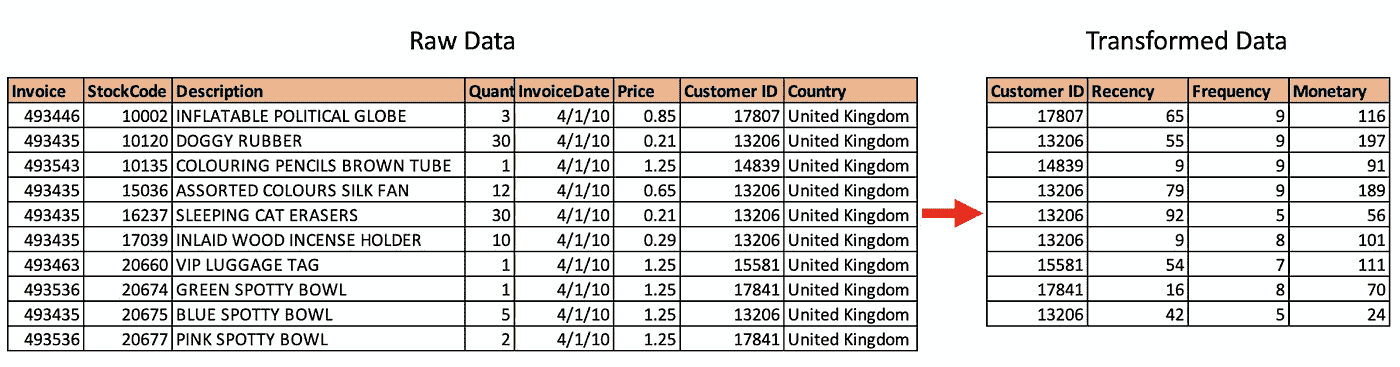 Raw Data
Transformed Data
Invoice StockCode Description Quant InvoiceDate Price Customer ID Country
493446 10002 INFLATABLE POLITICAL GLOBE 3 4/1/10 0.85 17807 United Kingdom
493435 10120 DOGGY RUBBER 30 4/1/10 0.21 13206 United Kingdom
493543 10135 COLOURING PENCILS BROWN TUBE 1 4/1/10 1.25 14839 United Kingdom
493435 15036 ASSORTED COLOURS SILK FAN 12 4/1/10 0.65 13206 United Kingdom
493435 16237 SLEEPING CAT ERASERS 30 4/1/10 0.21 13206 United Kingdom
493435 17039 INLAID WOOD INCENSE HOLDER 10 4/1/10 0.29 13206 United Kingdom
493463 20660 VIP LUGGAGE TAG 1 4/1/10 1.25 15581 United Kingdom
493536 20674 GREEN SPOTTY BOWL 1 4/1/10 1.25 17841 United Kingdom
493435 20675 BLUE SPOTTY BOWL 5 4/1/10 1.25 13206 United Kingdom
493536 20677 PINK SPOTTY BOWL 2 4/1/10 1.25 17841 United Kingdom
Customer ID Recency Frequency Monetary
17807 65 9 116
13206 55 9 197
14839 9 9 91
13206 79 9 189
13206 92 5 56
13206 9 8 101
15581 54 7 111
17841 16 8 70
13206 42 5 24